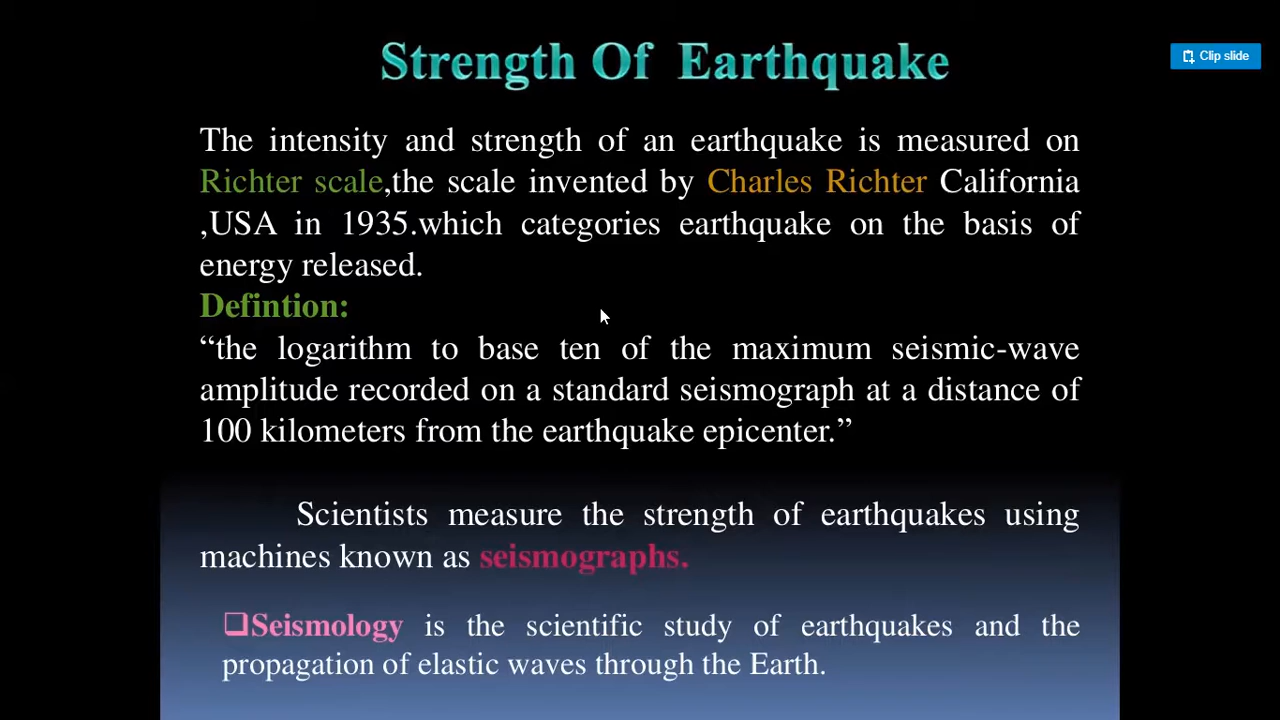 Strength Of Earthquake
Clip slide
The intensity and strength of an earthquake is measured on
Richter scale,the scale invented by Charles Richter California
,USA in 1935.which categories earthquake on the basis of
energy released.
Defintion:
“the logarithm to base ten of the maximum seismic-wave
amplitude recorded on a standard seismograph at a distance of
100 kilometers from the earthquake epicenter.”
Scientists measure the strength of earthquakes using
machines known as seismographs.
❑Seismology is the scientific study of earthquakes and the
propagation of elastic waves through the Earth.